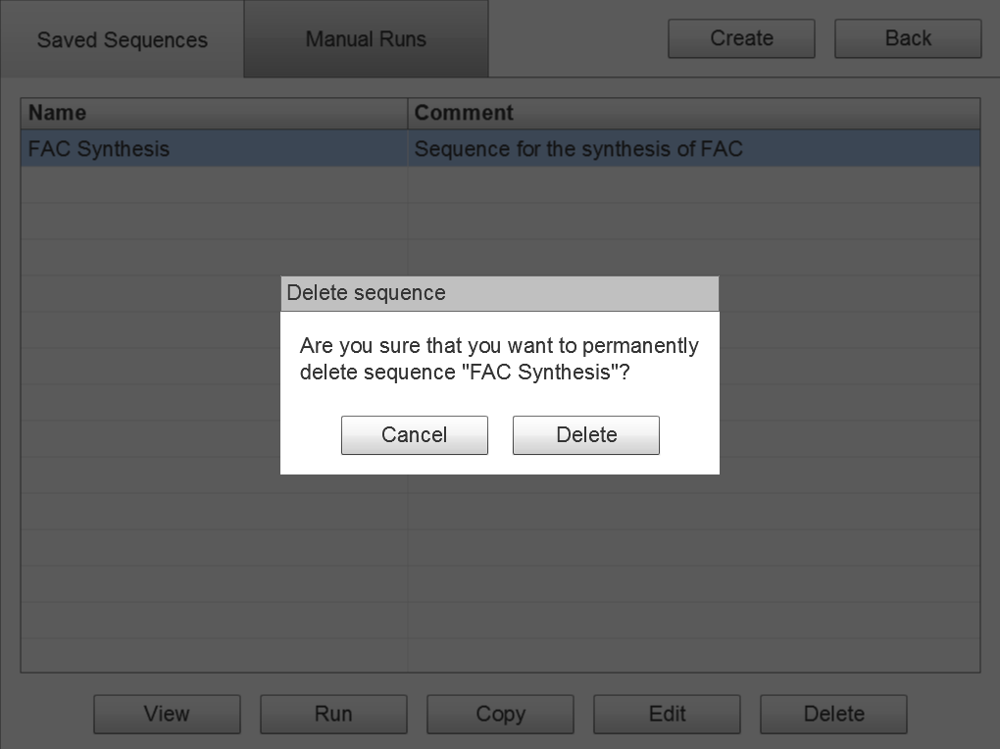 Saved Sequences
Manual Runs
Create
Back
Name
Comment
FAC Synthesis
Sequence for the synthesis of FAC
Delete sequence
Are you sure that you want to permanently
delete sequence "FAC Synthesis"?
Cancel
Delete
View
Run
Copy
Edit
Delete